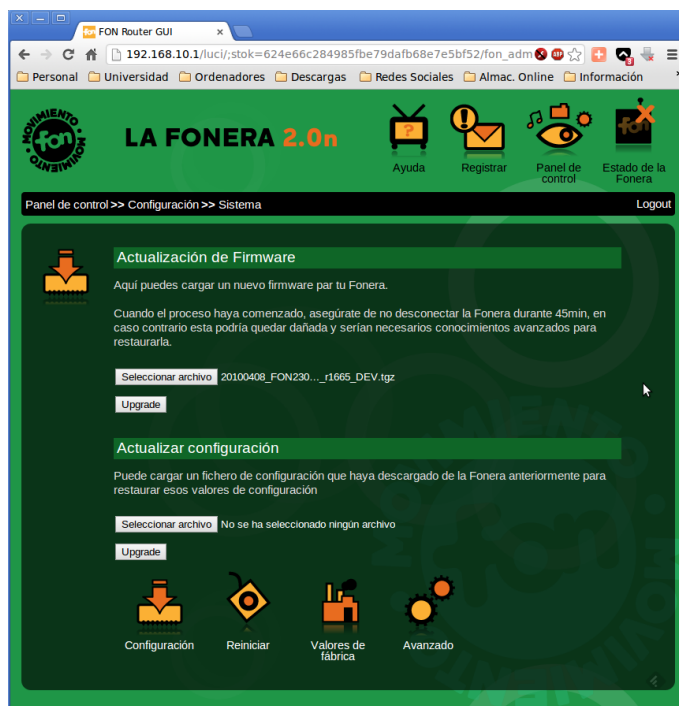 FON Router GUI
192.168.10.1/luci/;stok=624e66c284985fbe79dafb68e7e5bf52/fon_adm
Personal Universidad Ordenadores Descargas Redes Sociales Almac. Online Información
MOVIMIENTO
fon
LA FONERA 2.0n
Ayuda
Registrar
Panel de control
Estado de la Fonera
Panel de control >> Configuración >> Sistema
Logout
Actualización de Firmware
Aquí puedes cargar un nuevo firmware par tu Fonera.
Cuando el proceso haya comenzado, asegúrate de no desconectar la Fonera durante 45min, en
caso contrario esta podría quedar dañada y serían necesarios conocimientos avanzados para
restaurarla.
Seleccionar archivo 20100408_FON230..._r1665_DEV.tgz
Upgrade
Actualizar configuración
Puede cargar un fichero de configuración que haya descargado de la Fonera anteriormente para
restaurar esos valores de configuración
Seleccionar archivo No se ha seleccionado ningún archivo
Upgrade
Configuración
Reiniciar
Valores de fábrica
Avanzado